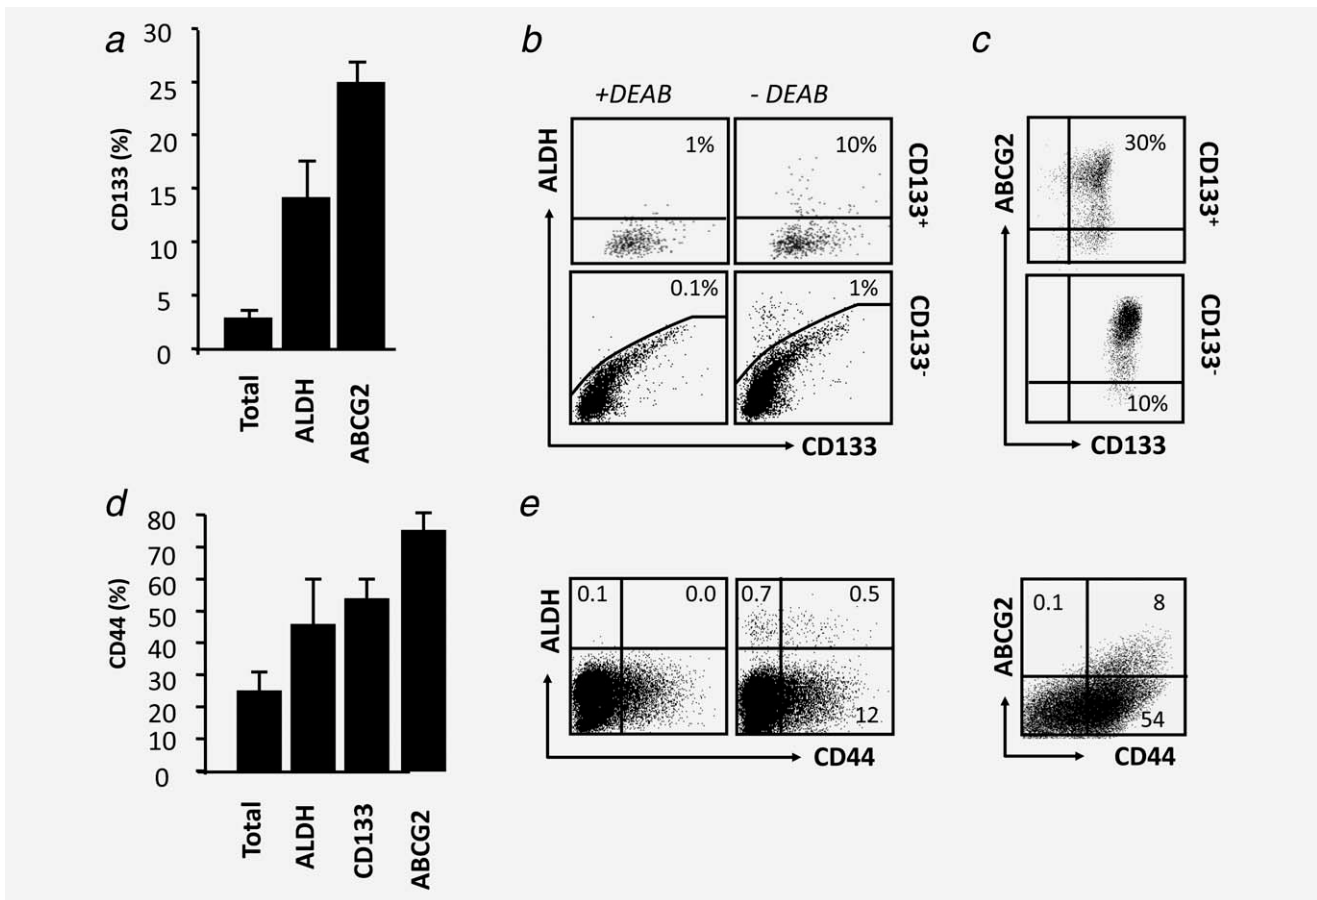 a
30
25
20
15
10
5
0
CD133 (%)
Total
ALDH
ABCG2
b
+DEAB
- DEAB
ALDH
1%
10%
CD133⁺
0.1%
1%
CD133⁻
CD133
c
ABCG2
30%
CD133⁺
10%
CD133⁻
CD133
d
80
70
60
50
40
30
20
10
0
CD44 (%)
Total
ALDH
CD133
ABCG2
e
ALDH
0.1
0.0
0.7
0.5
12
CD44
ABCG2
0.1
8
54
CD44